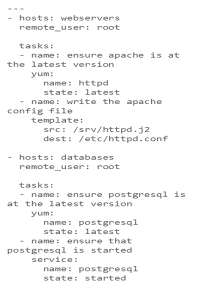 ---
- hosts: webservers
  remote_user: root

  tasks:
  - name: ensure apache is at
the latest version
    yum:
      name: httpd
      state: latest
  - name: write the apache
config file
    template:
      src: /srv/httpd.j2
      dest: /etc/httpd.conf

- hosts: databases
  remote_user: root

  tasks:
  - name: ensure postgresql is
at the latest version
    yum:
      name: postgresql
      state: latest
  - name: ensure that
postgresql is started
    service:
      name: postgresql
      state: started